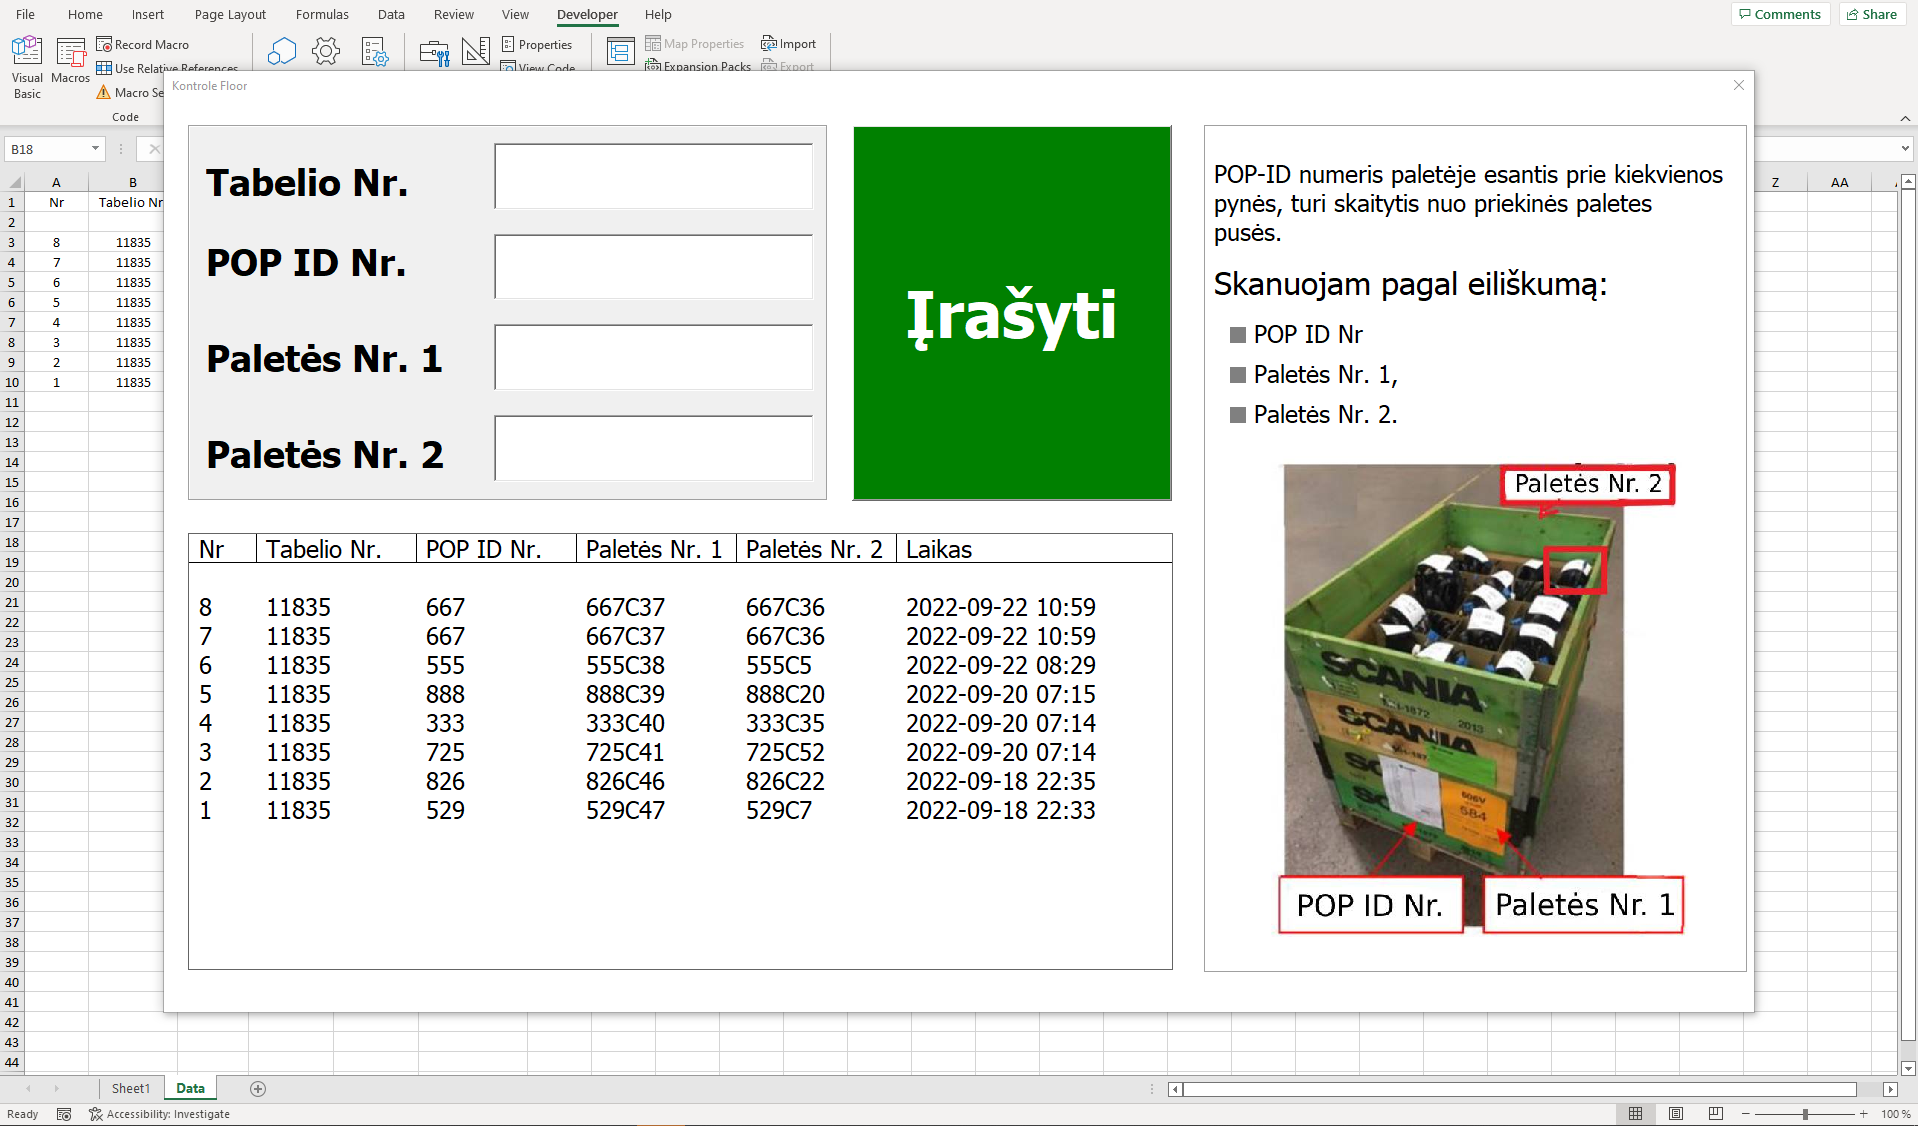 File Home Insert Page Layout Formulas Data Review View Developer Help Comments Share
Visual Basic
Macros
Record Macro
Use Relative References
Macro Se
Code
Properties
View Code
Map Properties
Expansion Packs
Import
Export
B18
A B Z AA
1 Nr Tabelio Nr
2
3 8 11835
4 7 11835
5 6 11835
6 5 11835
7 4 11835
8 3 11835
9 2 11835
10 1 11835
11
12
13
14
15
16
17
18
19
20
21
22
23
24
25
26
27
28
29
30
31
32
33
34
35
36
37
38
39
40
41
42
43
44
Kontrole Floor
Tabelio Nr.
POP ID Nr.
Paletės Nr. 1
Paletės Nr. 2
Įrašyti
Nr Tabelio Nr. POP ID Nr. Paletės Nr. 1 Paletės Nr. 2 Laikas
8 11835 667 667C37 667C36 2022-09-22 10:59
7 11835 667 667C37 667C36 2022-09-22 10:59
6 11835 555 555C38 555C5 2022-09-22 08:29
5 11835 888 888C39 888C20 2022-09-20 07:15
4 11835 333 333C40 333C35 2022-09-20 07:14
3 11835 725 725C41 725C52 2022-09-20 07:14
2 11835 826 826C46 826C22 2022-09-18 22:35
1 11835 529 529C47 529C7 2022-09-18 22:33
POP-ID numeris paletėje esantis prie kiekvienos
pynės, turi skaitytis nuo priekinės paletes
pusės.
Skanuojam pagal eiliškumą:
POP ID Nr
Paletės Nr. 1,
Paletės Nr. 2.
Paletės Nr. 2
SCANIA
2013
SCANIA
584
POP ID Nr.
Paletės Nr. 1
Sheet1 Data
Ready Accessibility: Investigate 100 %